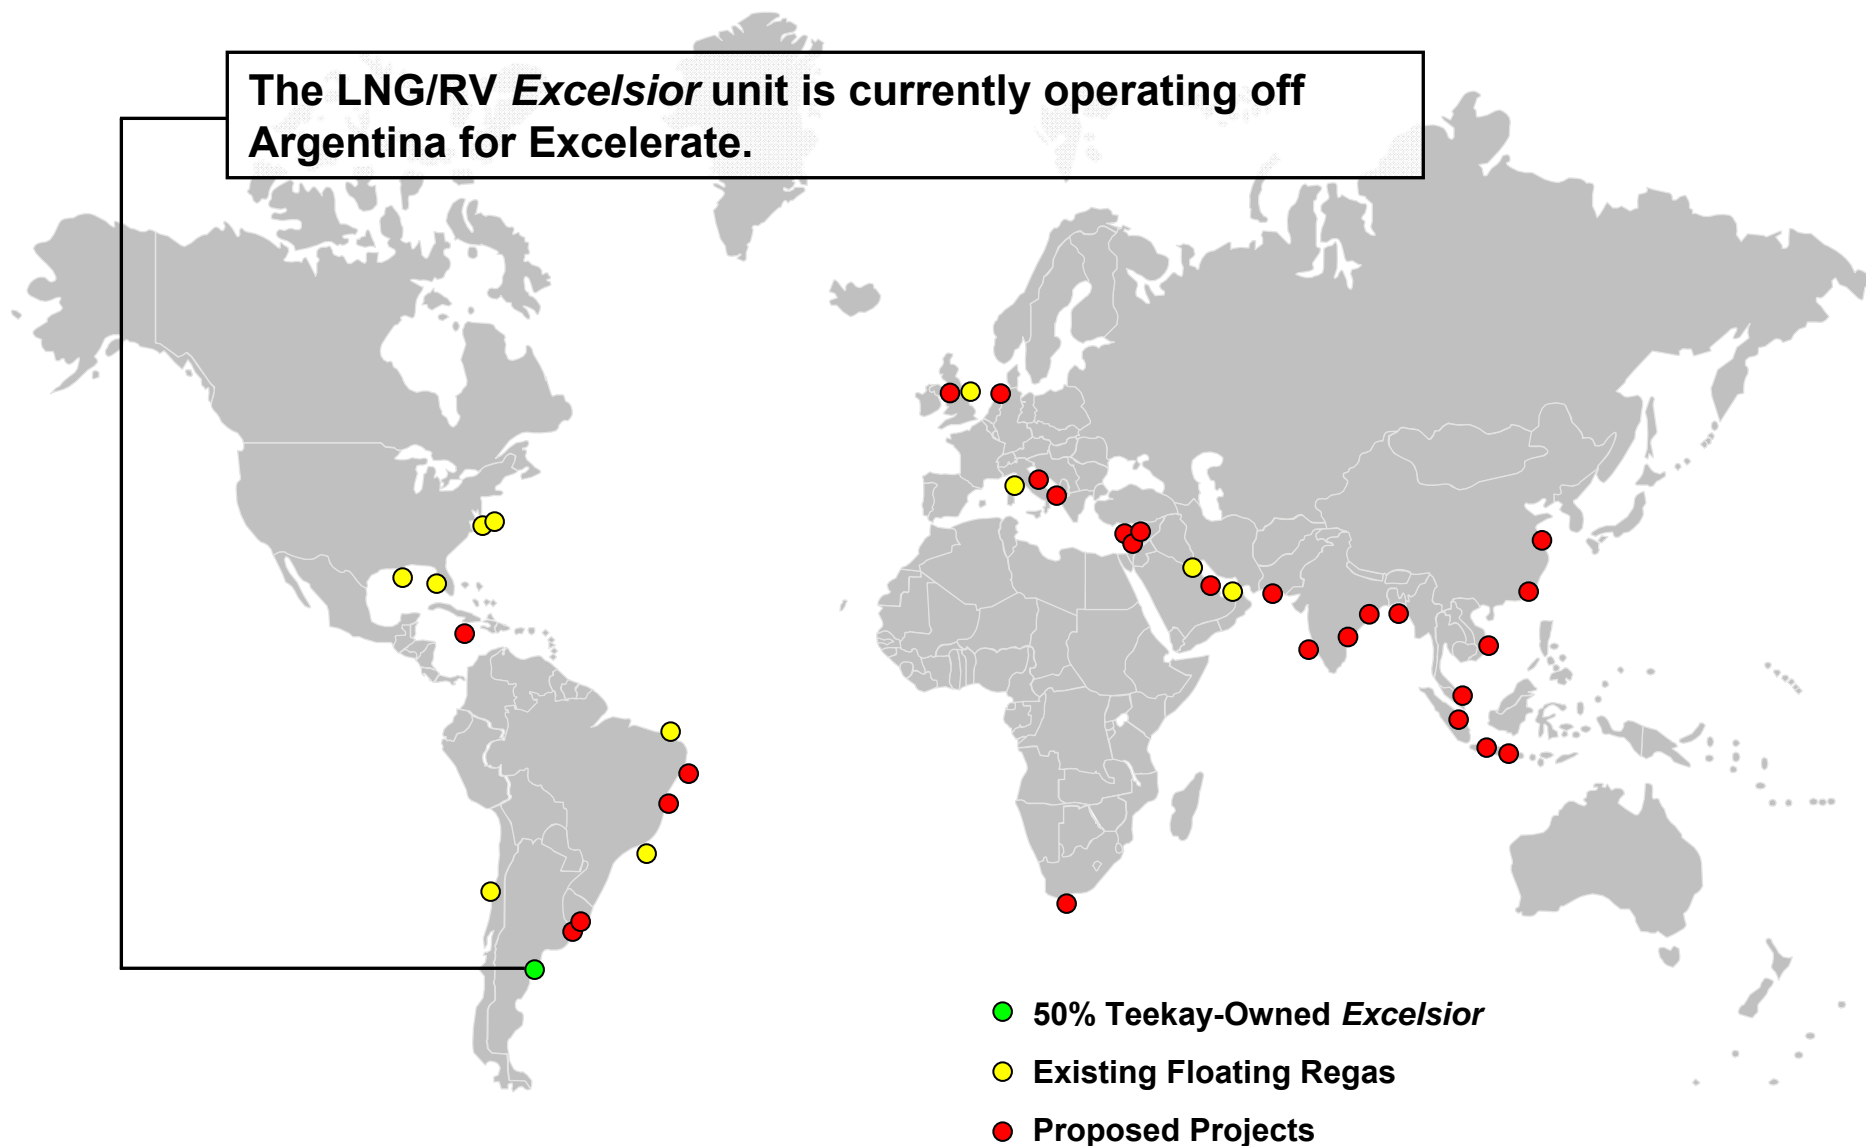 The LNG/RV Excelsior unit is currently operating off
Argentina for Excelerate.
50% Teekay-Owned Excelsior
Existing Floating Regas
Proposed Projects